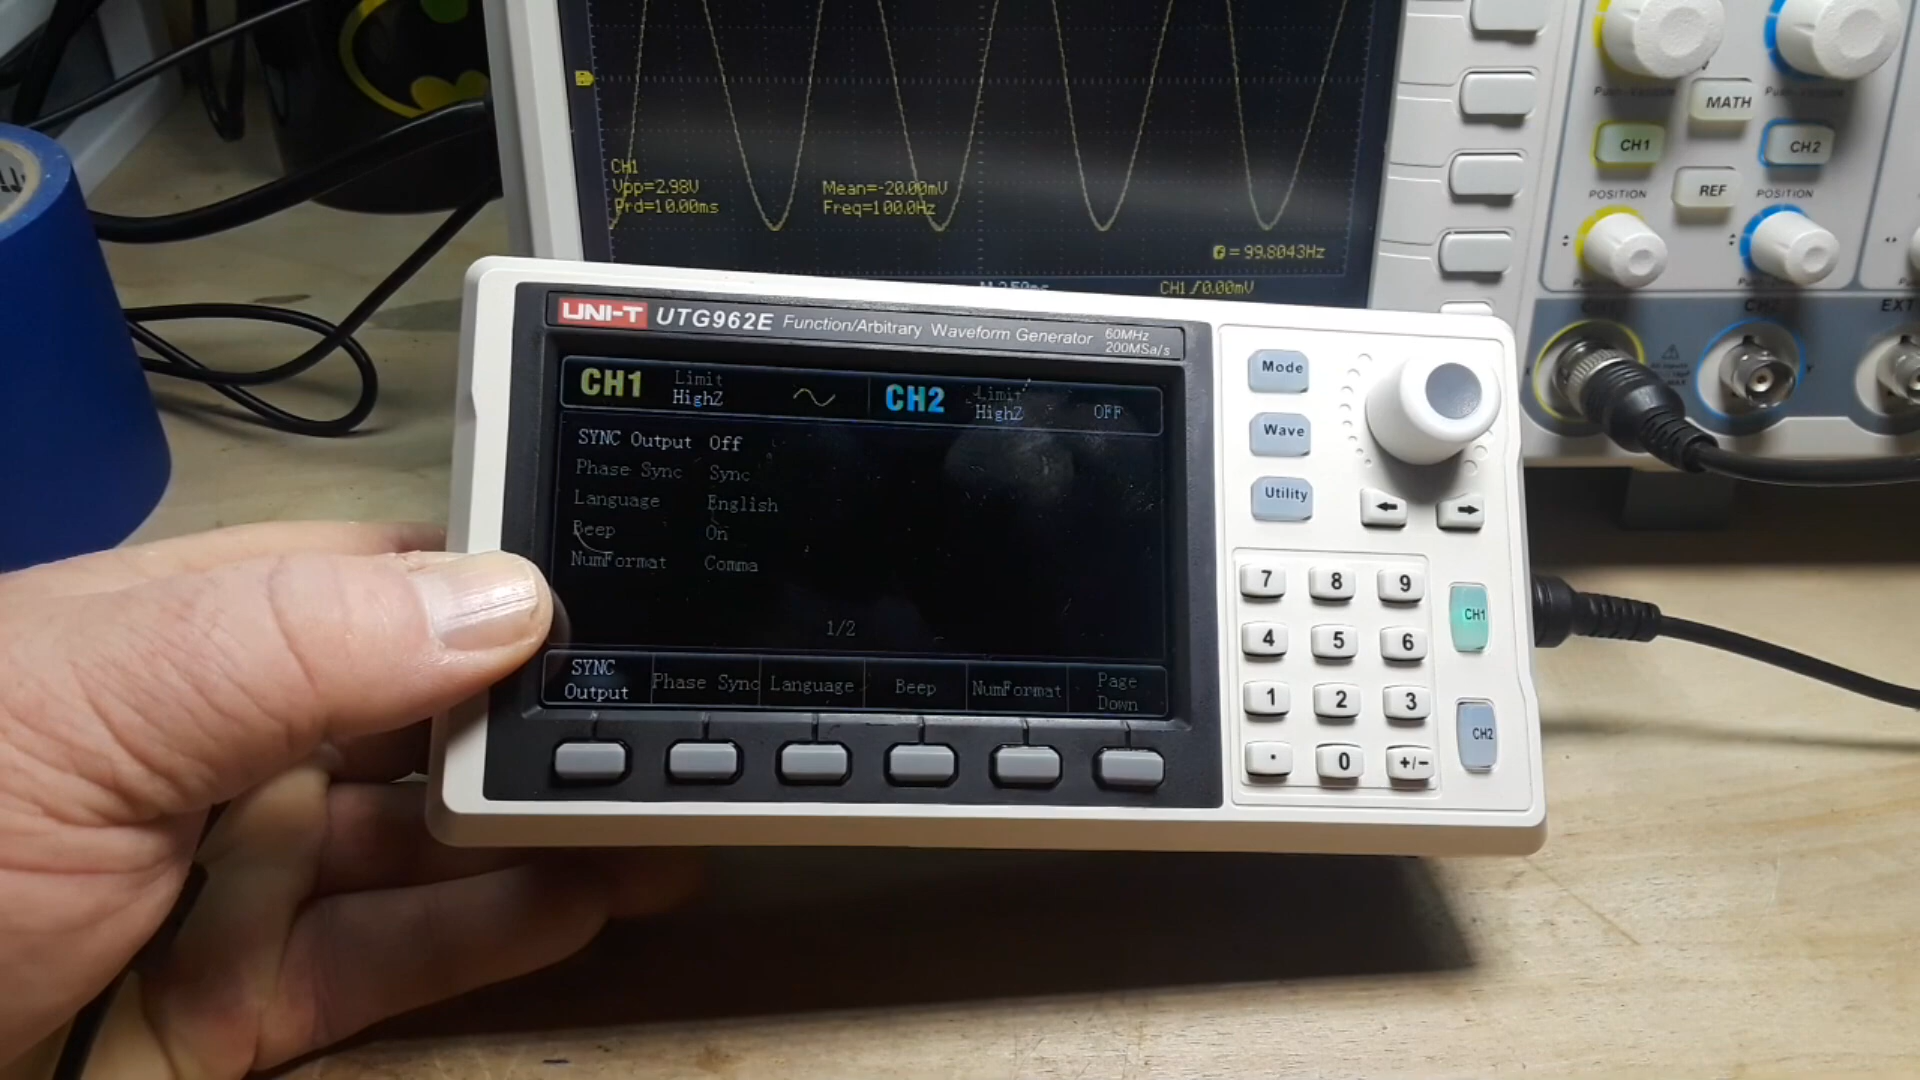 CH1
Vpp=2.98V Mean=-20.00mV
Prd=10.00ms Freq=100.0Hz
f = 99.8043Hz
CH1 0.00mV
MATH
CH1
CH2
REF
POSITION POSITION
CH2
EXT
UNI-T UTG962E Function/Arbitrary Waveform Generator 60MHz
200MSa/s
CH1 Limit
HighZ
CH2 Limit
HighZ OFF
SYNC Output Off
Phase Sync Sync
Language English
Beep On
NumFormat Comma
1/2
SYNC
Output
Phase Sync
Language
Beep
NumFormat
Page
Down
Mode
Wave
Utility
7 8 9
4 5 6
1 2 3
. 0 +/-
CH1
CH2